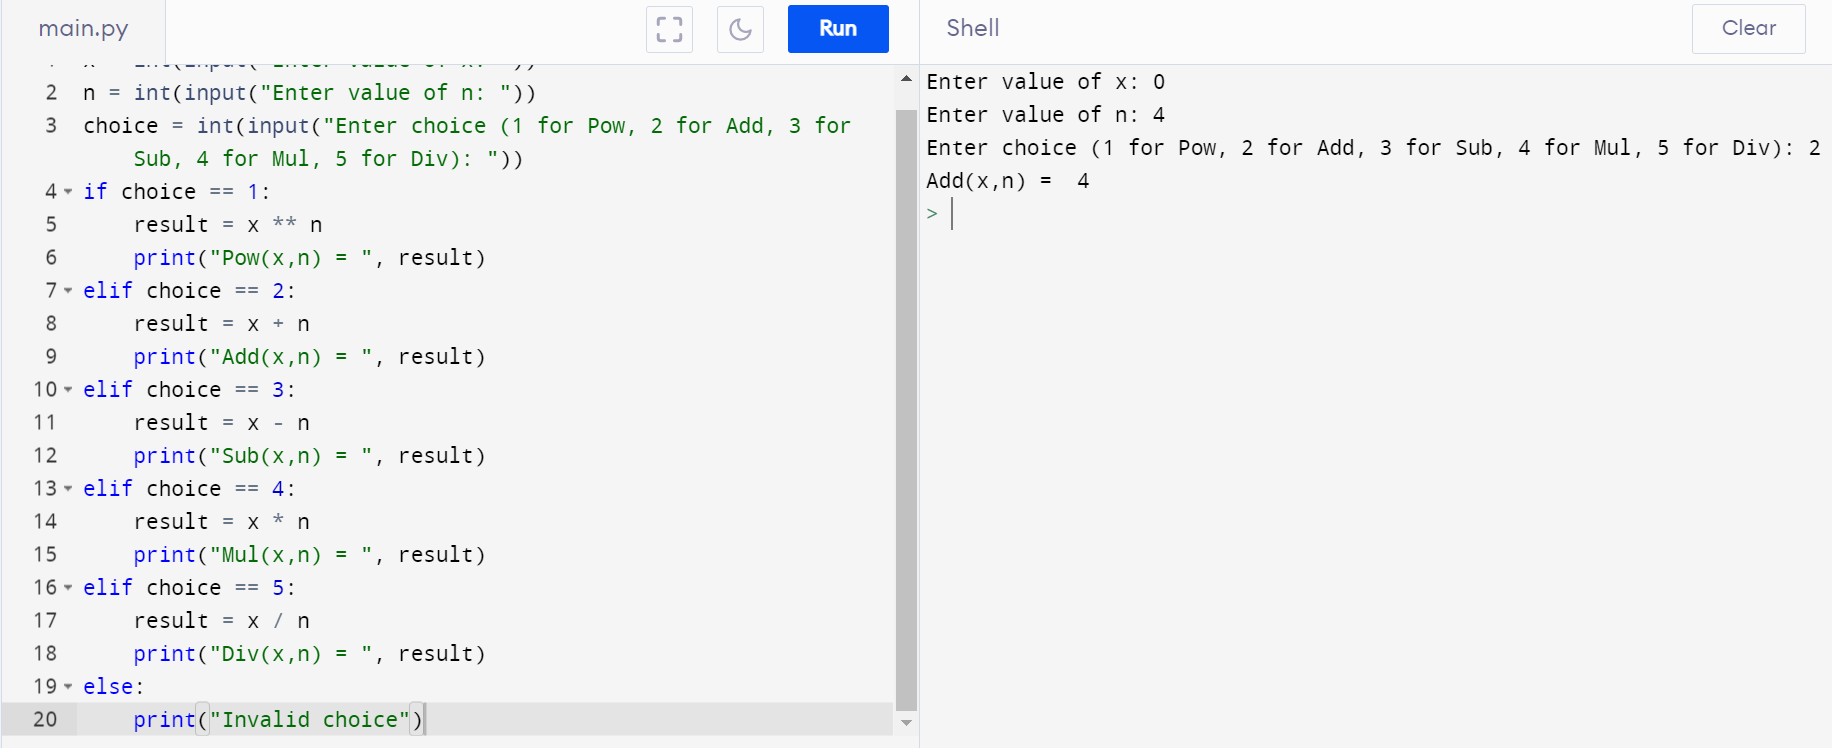 main.py
Run
Shell
Clear
2 n = int(input("Enter value of n: "))
3 choice = int(input("Enter choice (1 for Pow, 2 for Add, 3 for
Sub, 4 for Mul, 5 for Div): "))
4 if choice == 1:
5 result = x ** n
6 print("Pow(x,n) = ", result)
7 elif choice == 2:
8 result = x + n
9 print("Add(x,n) = ", result)
10 elif choice == 3:
11 result = x - n
12 print("Sub(x,n) = ", result)
13 elif choice == 4:
14 result = x * n
15 print("Mul(x,n) = ", result)
16 elif choice == 5:
17 result = x / n
18 print("Div(x,n) = ", result)
19 else:
20 print("Invalid choice")
Enter value of x: 0
Enter value of n: 4
Enter choice (1 for Pow, 2 for Add, 3 for Sub, 4 for Mul, 5 for Div): 2
Add(x,n) =  4
>